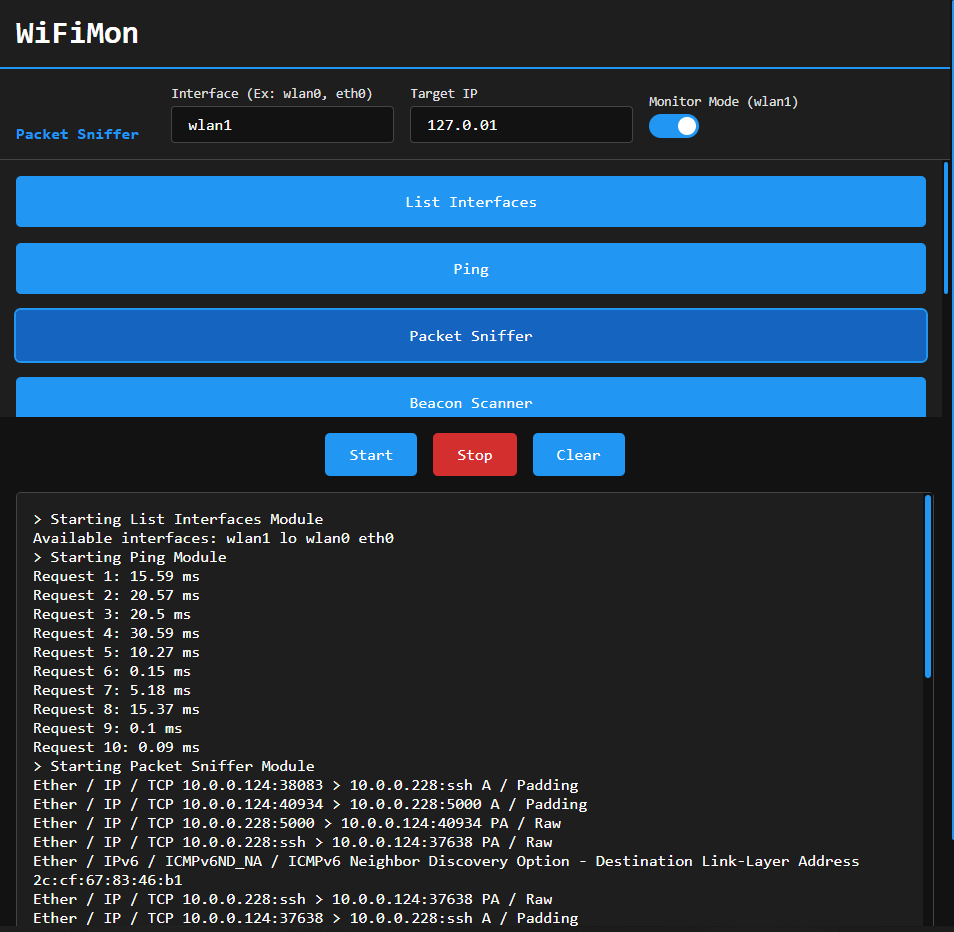 WiFiMon
Packet Sniffer
Interface (Ex: wlan0, eth0)
wlan1
Target IP
127.0.01
Monitor Mode (wlan1)
List Interfaces
Ping
Packet Sniffer
Beacon Scanner
Start
Stop
Clear
> Starting List Interfaces Module
Available interfaces: wlan1 lo wlan0 eth0
> Starting Ping Module
Request 1: 15.59 ms
Request 2: 20.57 ms
Request 3: 20.5 ms
Request 4: 30.59 ms
Request 5: 10.27 ms
Request 6: 0.15 ms
Request 7: 5.18 ms
Request 8: 15.37 ms
Request 9: 0.1 ms
Request 10: 0.09 ms
> Starting Packet Sniffer Module
Ether / IP / TCP 10.0.0.124:38083 > 10.0.0.228:ssh A / Padding
Ether / IP / TCP 10.0.0.124:40934 > 10.0.0.228:5000 A / Padding
Ether / IP / TCP 10.0.0.228:5000 > 10.0.0.124:40934 PA / Raw
Ether / IP / TCP 10.0.0.228:ssh > 10.0.0.124:37638 PA / Raw
Ether / IPv6 / ICMPv6ND_NA / ICMPv6 Neighbor Discovery Option - Destination Link-Layer Address
2c:cf:67:83:46:b1
Ether / IP / TCP 10.0.0.228:ssh > 10.0.0.124:37638 PA / Raw
Ether / IP / TCP 10.0.0.124:37638 > 10.0.0.228:ssh A / Padding